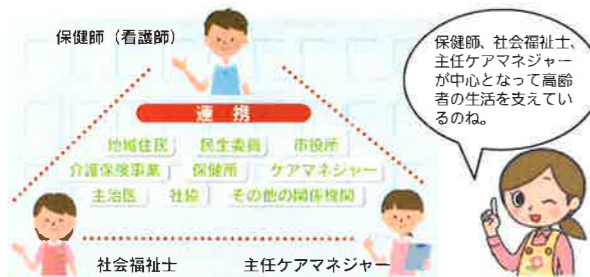 保健師（看護師）
連携
地域住民 民生委員 市役所
介護保険事業 保健所 ケアマネジャー
主治医 社協 その他の関係機関
社会福祉士 主任ケアマネジャー
保健師、社会福祉士、
主任ケアマネジャー
が中心となって高齢
者の生活を支えてい
るのね。